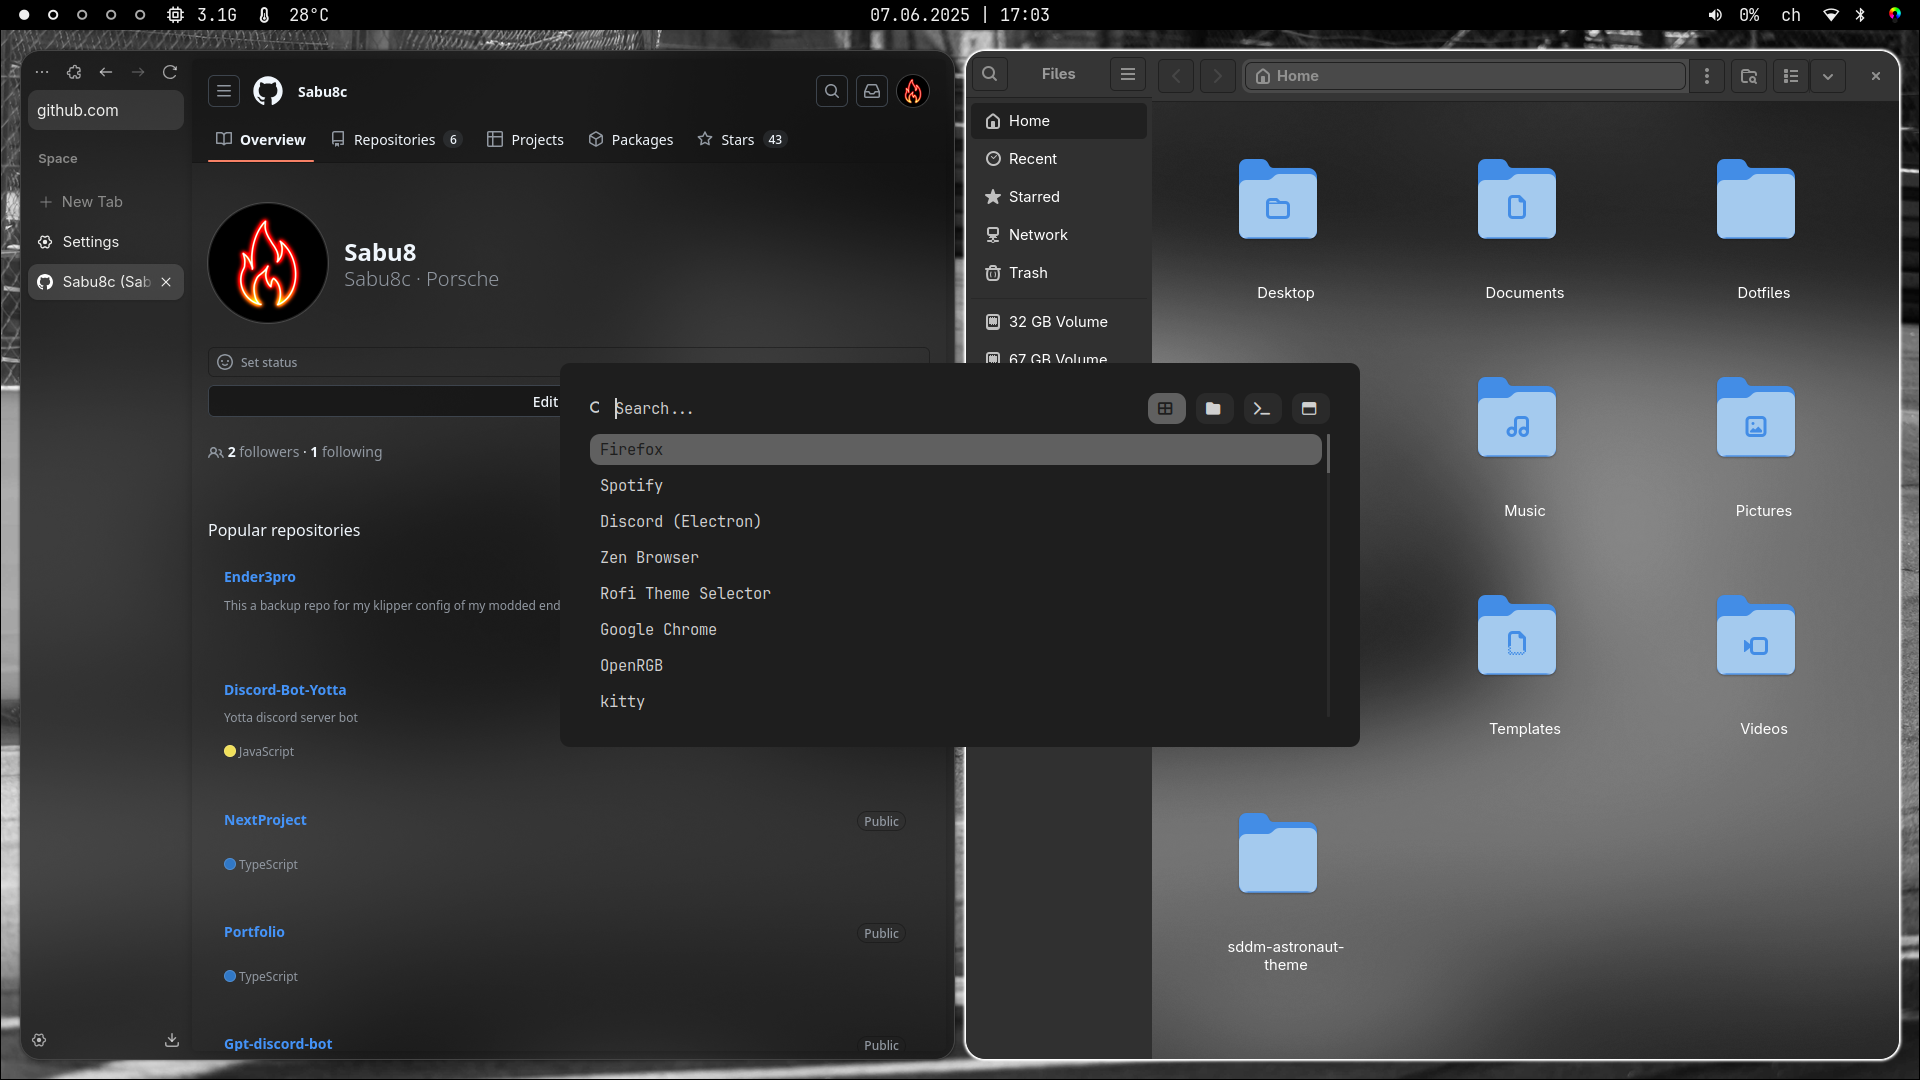 3.1G 28°C 07.06.2025 | 17:03 0% ch
github.com
Space
New Tab
Settings
Sabu8c (Sab
Sabu8c
Overview Repositories 6 Projects Packages Stars 43
Sabu8
Sabu8c · Porsche
Set status
Edit
2 followers · 1 following
Popular repositories
Ender3pro
This a backup repo for my klipper config of my modded end
Discord-Bot-Yotta
Yotta discord server bot
JavaScript
NextProject Public
TypeScript
Portfolio Public
TypeScript
Gpt-discord-bot Public
Search...
Firefox
Spotify
Discord (Electron)
Zen Browser
Rofi Theme Selector
Google Chrome
OpenRGB
kitty
Files Home
Home
Recent
Starred
Network
Trash
32 GB Volume
67 GB Volume
Desktop Documents Dotfiles
Music Pictures
Templates Videos
sddm-astronaut-
theme